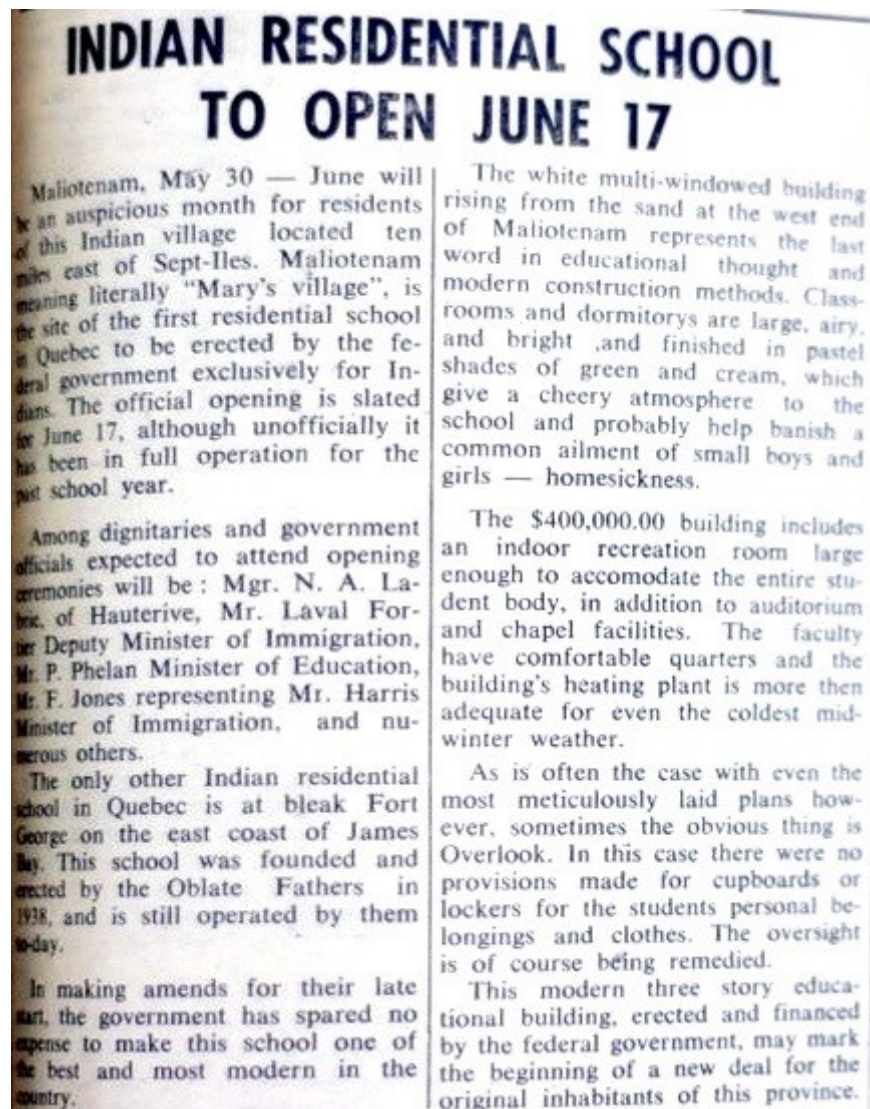 INDIAN RESIDENTIAL SCHOOL
TO OPEN JUNE 17
Maliotenam, May 30 — June will
be an auspicious month for residents
of this Indian village located ten
miles east of Sept-Iles. Maliotenam
meaning literally "Mary's village", is
the site of the first residential school
in Quebec to be erected by the fe-
deral government exclusively for In-
dians. The official opening is slated
for June 17, although unofficially it
has been in full operation for the
past school year.
Among dignitaries and government
officials expected to attend opening
ceremonies will be : Mgr. N. A. La-
brie, of Hauterive, Mr. Laval For-
tier Deputy Minister of Immigration,
Mr. P. Phelan Minister of Education,
Mr. F. Jones representing Mr. Harris
Minister of Immigration, and nu-
merous others.
The only other Indian residential
school in Quebec is at bleak Fort
George on the east coast of James
Bay. This school was founded and
erected by the Oblate Fathers in
1938, and is still operated by them
to-day.
In making amends for their late
start, the government has spared no
expense to make this school one of
the best and most modern in the
country.
The white multi-windowed building
rising from the sand at the west end
of Maliotenam represents the last
word in educational thought and
modern construction methods. Class-
rooms and dormitorys are large, airy,
and bright ,and finished in pastel
shades of green and cream, which
give a cheery atmosphere to the
school and probably help banish a
common ailment of small boys and
girls — homesickness.
The $400,000.00 building includes
an indoor recreation room large
enough to accomodate the entire stu-
dent body, in addition to auditorium
and chapel facilities. The faculty
have comfortable quarters and the
building's heating plant is more then
adequate for even the coldest mid-
winter weather.
As is often the case with even the
most meticulously laid plans how-
ever, sometimes the obvious thing is
Overlook. In this case there were no
provisions made for cupboards or
lockers for the students personal be-
longings and clothes. The oversight
is of course being remedied.
This modern three story educa-
tional building, erected and financed
by the federal government, may mark
the beginning of a new deal for the
original inhabitants of this province.